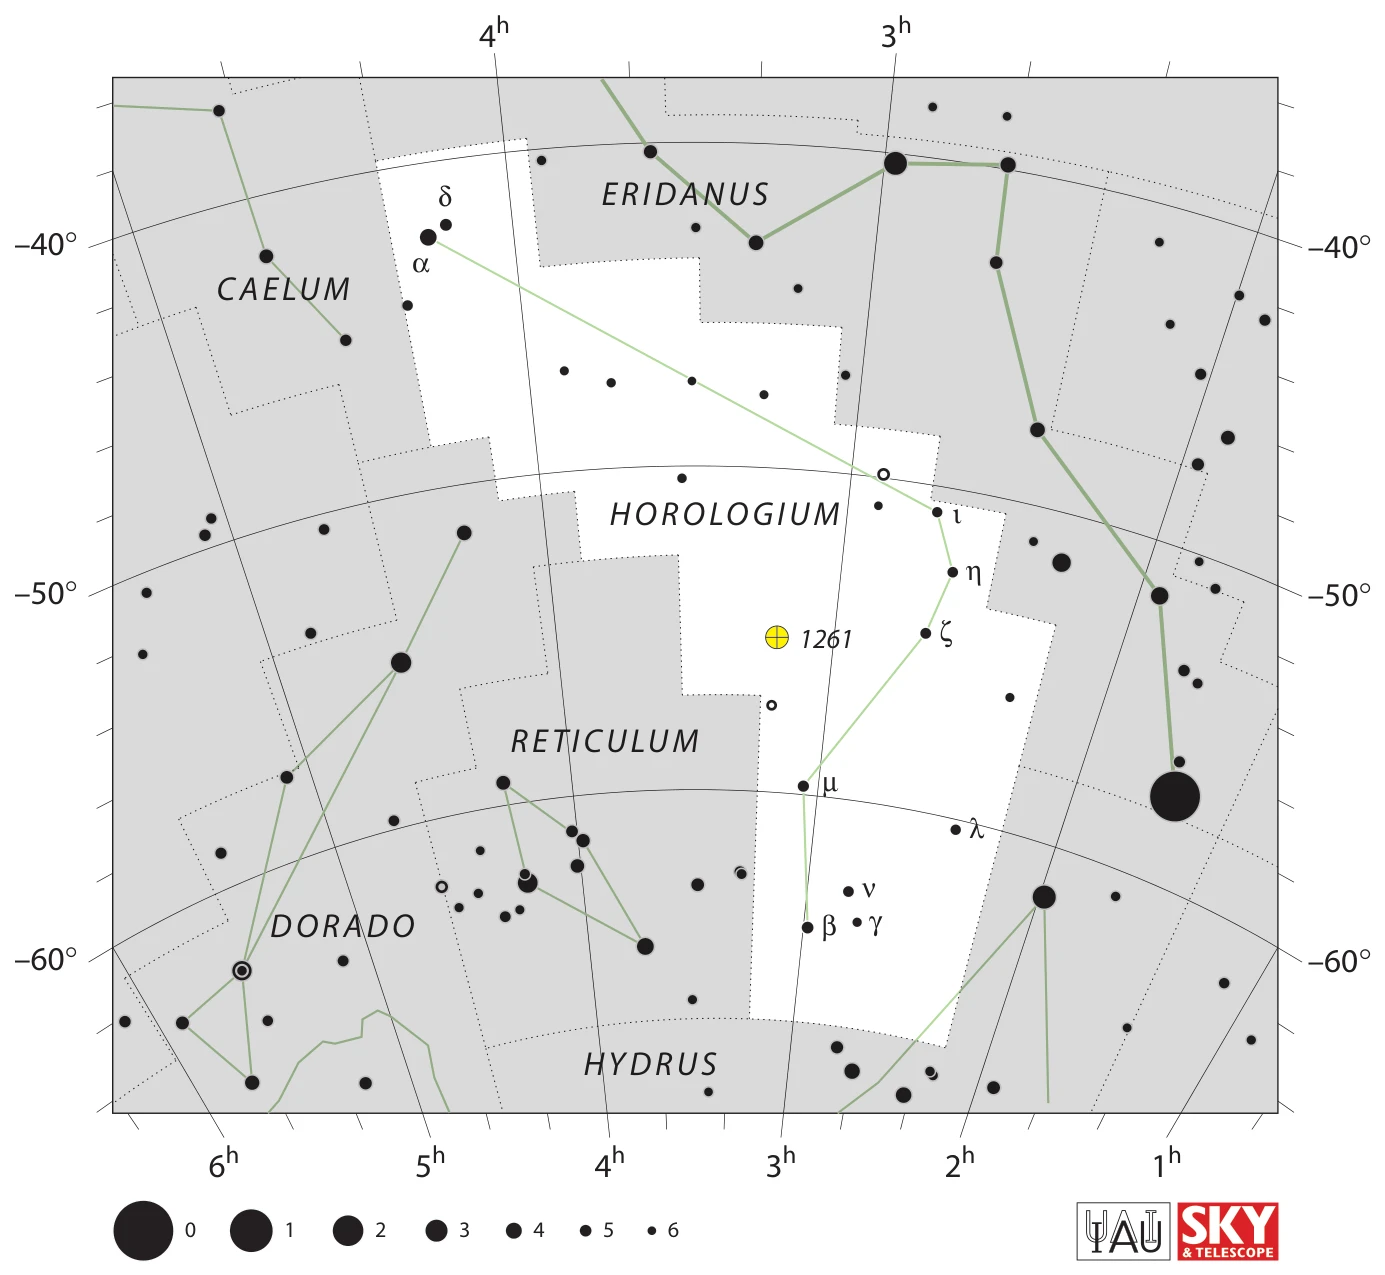 4h 3h
δ
ERIDANUS
–40° α –40°
CAELUM
HOROLOGIUM ι
η
–50° –50°
1261 ζ
RETICULUM
μ
λ
ν
DORADO β γ
–60° –60°
HYDRUS
6h 5h 4h 3h 2h 1h
0 1 2 3 4 5 6
IAU SKY
& TELESCOPE